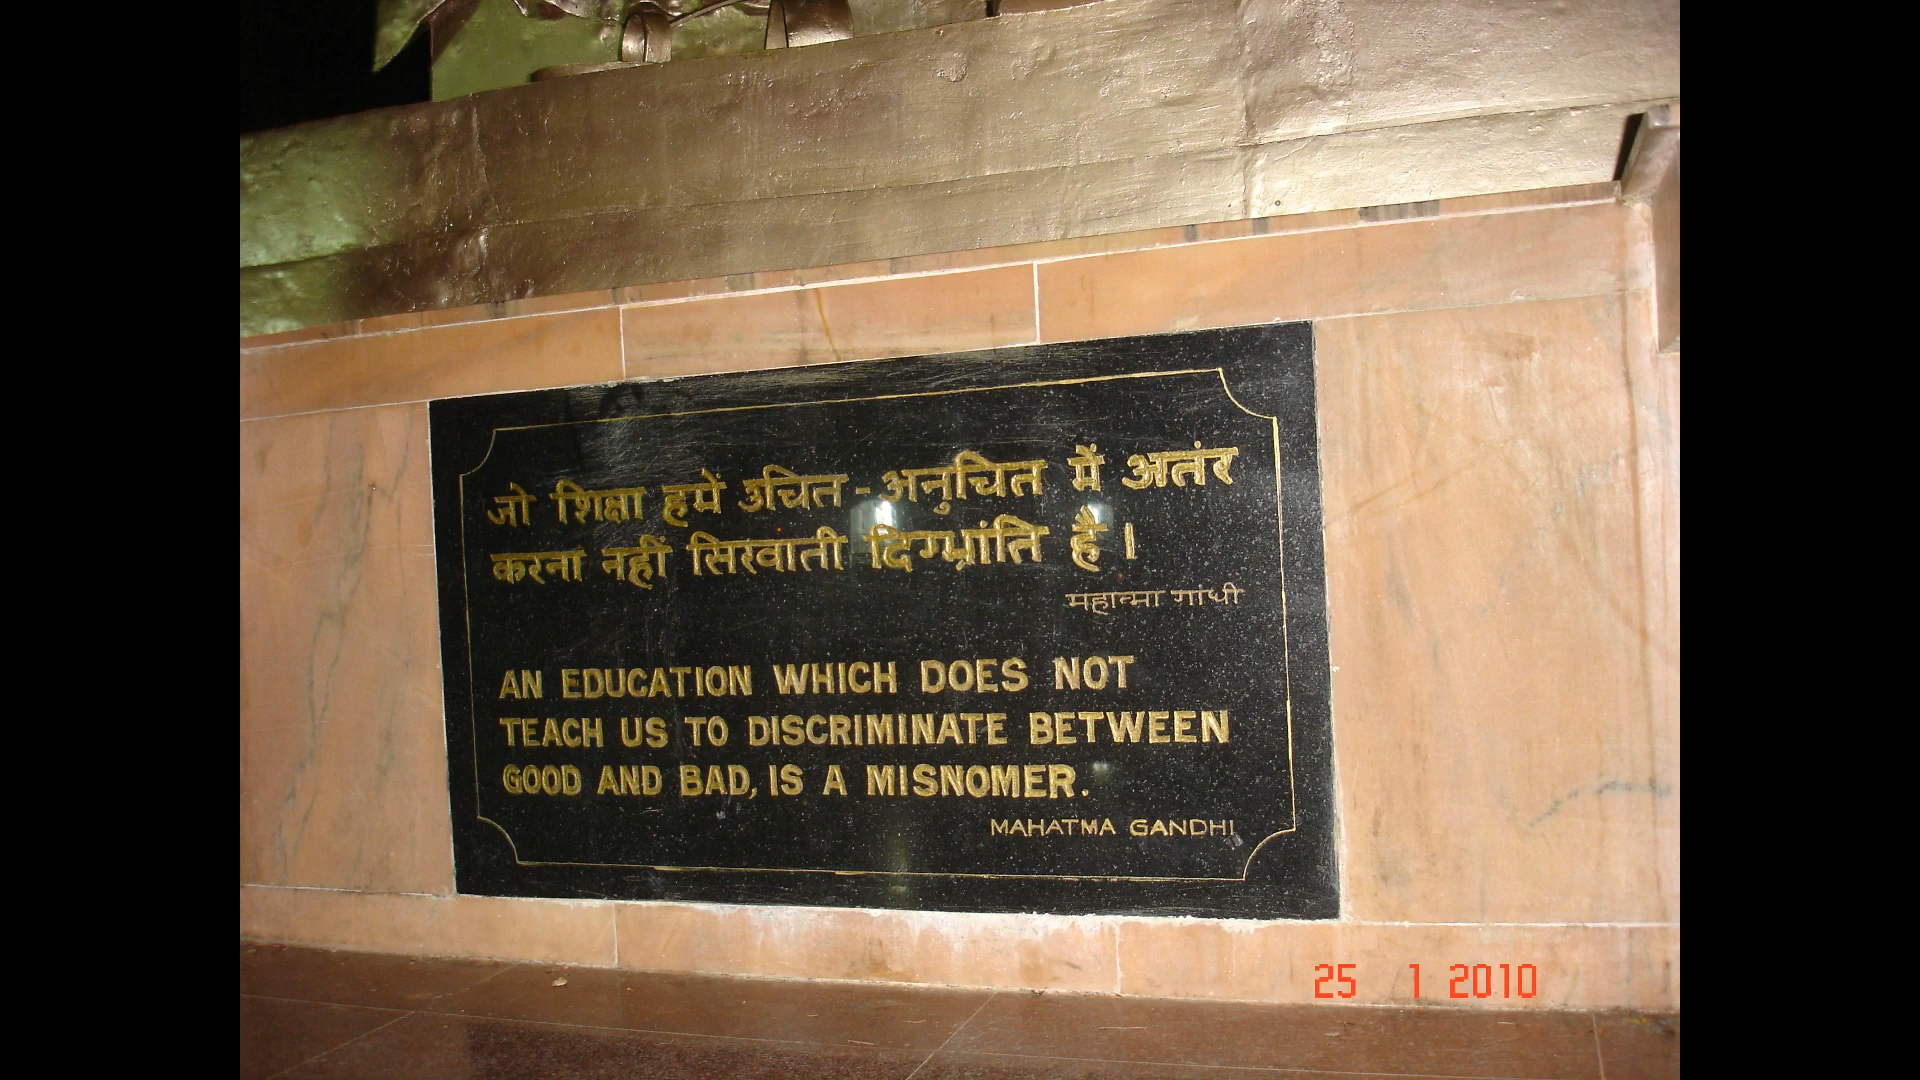 जो शिक्षा हमें उचित - अनुचित में अतंर
करना नहीं सिखाती दिग्भ्रांति है।
महात्मा गांधी
AN EDUCATION WHICH DOES NOT
TEACH US TO DISCRIMINATE BETWEEN
GOOD AND BAD, IS A MISNOMER.
MAHATMA GANDHI
25 1 2010